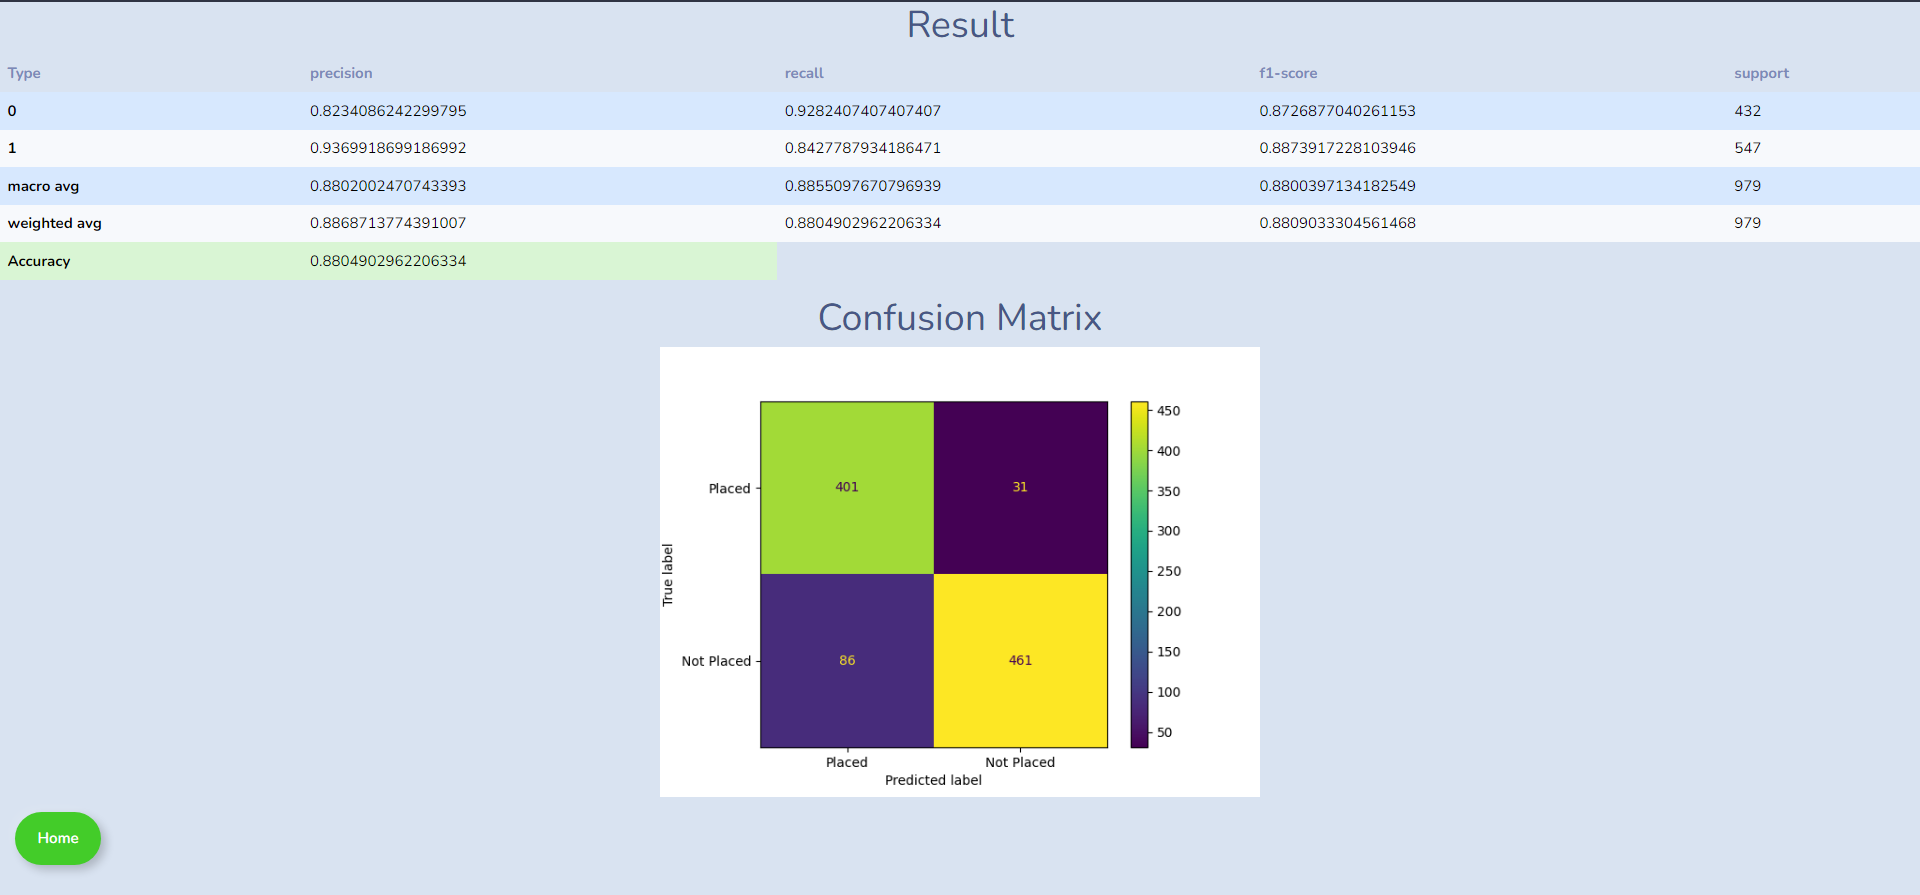 Result
Type precision recall f1-score support
0 0.8234086242299795 0.9282407407407407 0.8726877040261153 432
1 0.9369918699186992 0.8427787934186471 0.8873917228103946 547
macro avg 0.8802002470743393 0.8855097670796939 0.8800397134182549 979
weighted avg 0.8868713774391007 0.8804902962206334 0.8809033304561468 979
Accuracy 0.8804902962206334
Confusion Matrix
450
400
350
300
250
200
150
100
50
Placed 401 31
True label
Not Placed 86 461
Placed Not Placed
Predicted label
Home